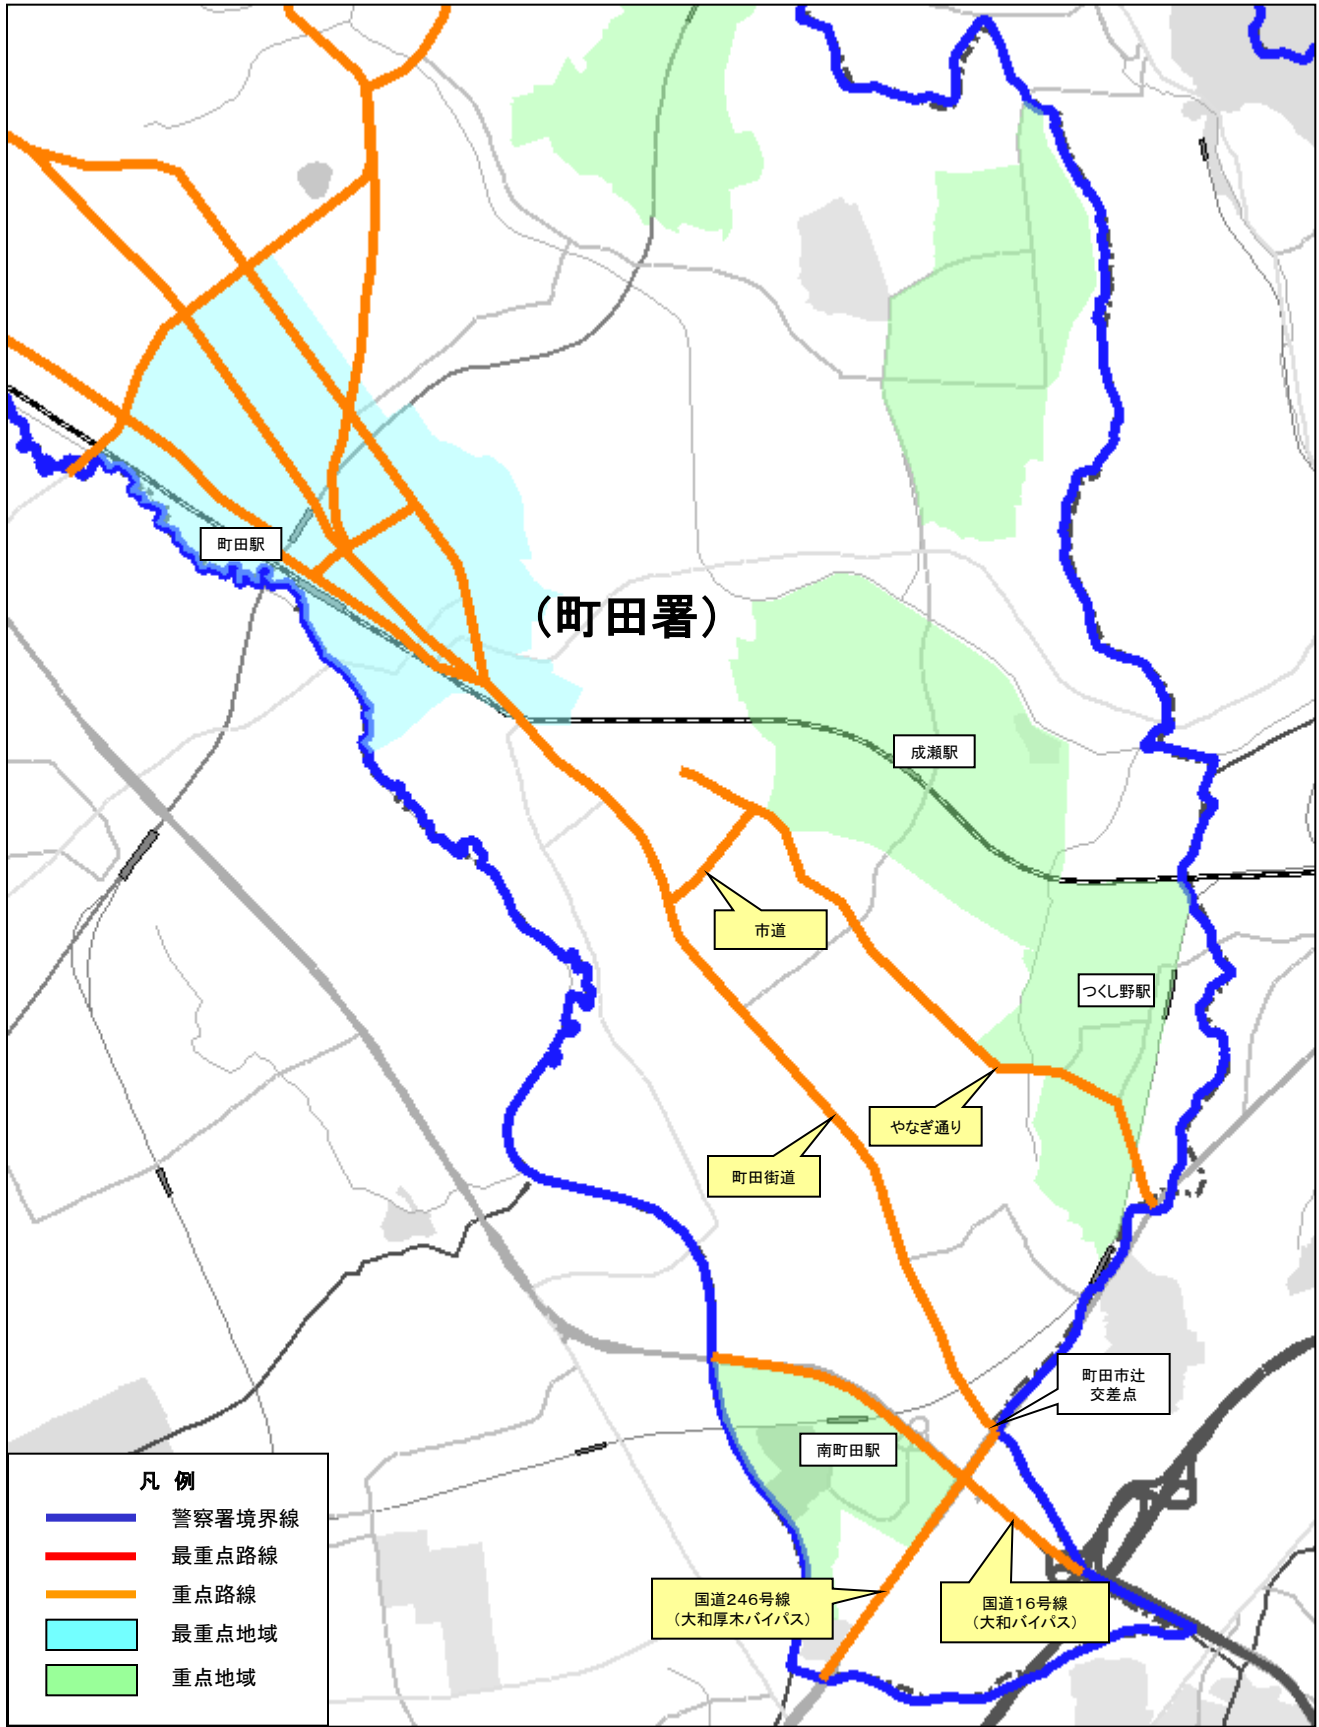 町田駅
（町田署）
成瀬駅
市道
つくし野駅
やなぎ通り
町田街道
町田市辻
交差点
南町田駅
国道246号線
（大和厚木バイパス）
国道16号線
（大和バイパス）
凡 例
警察署境界線
最重点路線
重点路線
最重点地域
重点地域